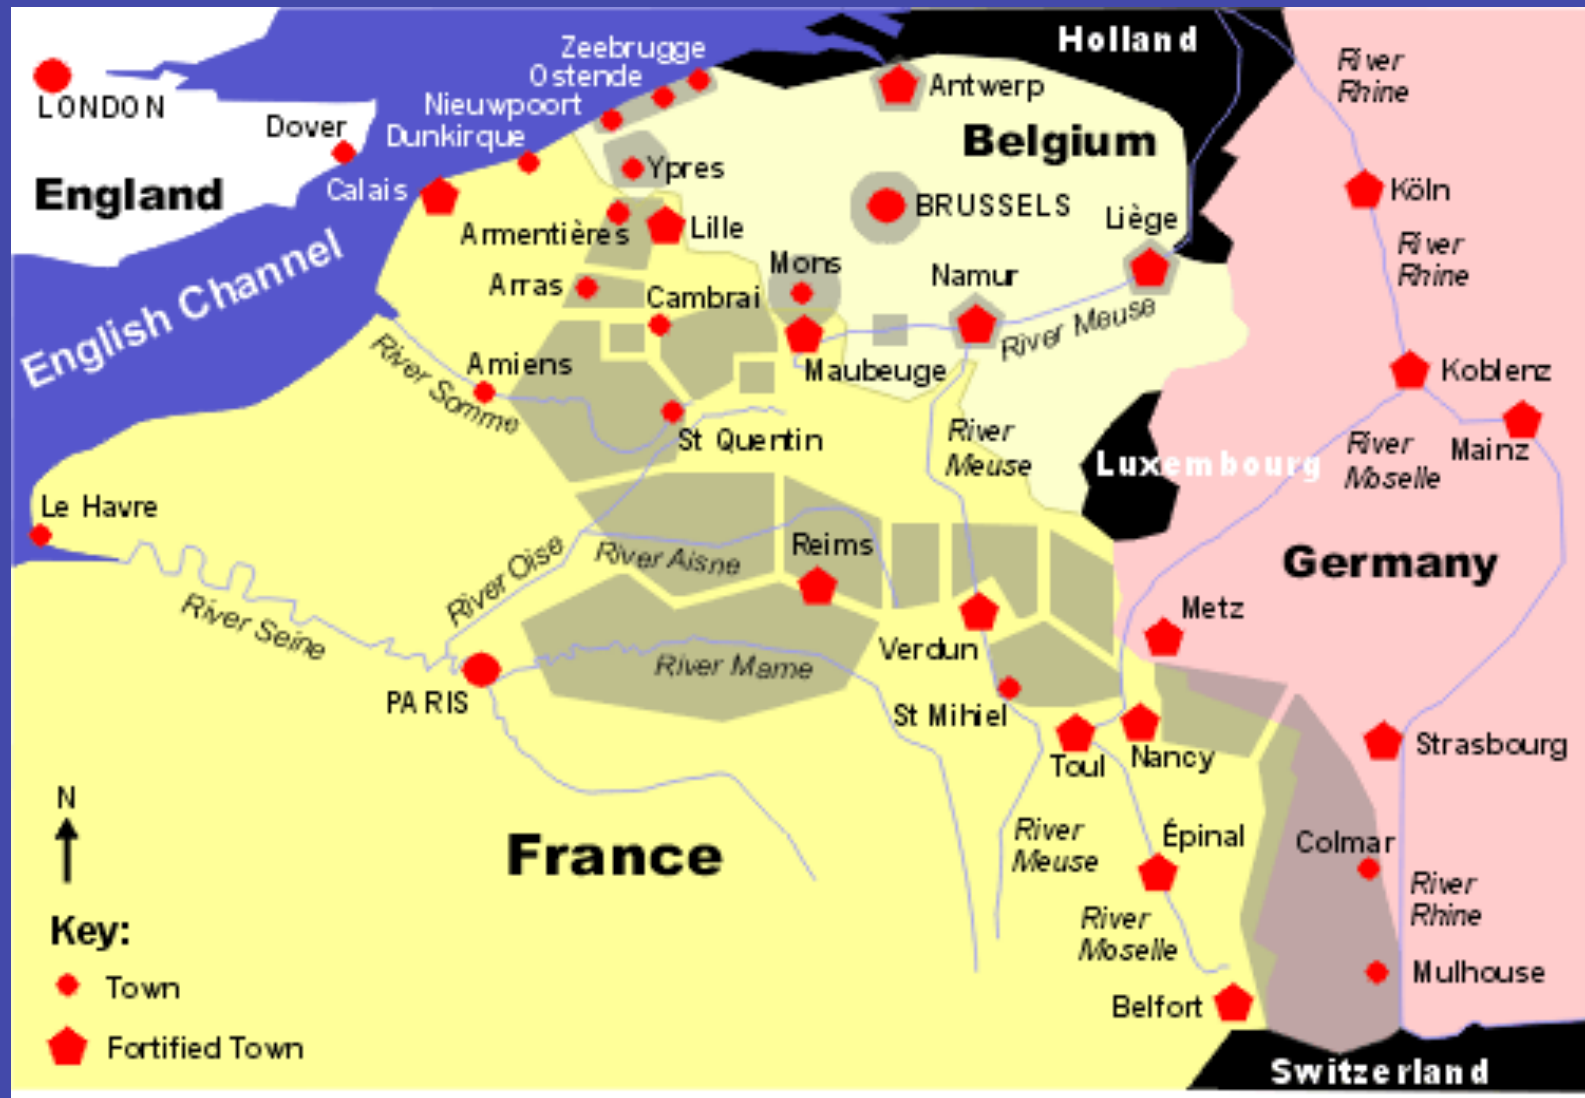 Zeebrugge
Ostende
Nieuwpoort
Dunkirque
Holland
River
Rhine
LONDON
Dover
Antwerp
Belgium
England
Calais
Ypres
Köln
BRUSSELS
Liège
Armentières
Lille
River
Rhine
English Channel
Arras
Mons
Namur
Cambrai
River Meuse
River Somme
Amiens
Maubeuge
Koblenz
St Quentin
River
Meuse
Luxembourg
River
Moselle
Mainz
Le Havre
River Oise
River Aisne
Reims
Germany
River Seine
Metz
Verdun
River Marne
PARIS
St Mihiel
Toul
Nancy
Strasbourg
N
France
River
Meuse
Épinal
Colmar
River
Rhine
Key:
River
Moselle
Town
Mulhouse
Belfort
Fortified Town
Switzerland